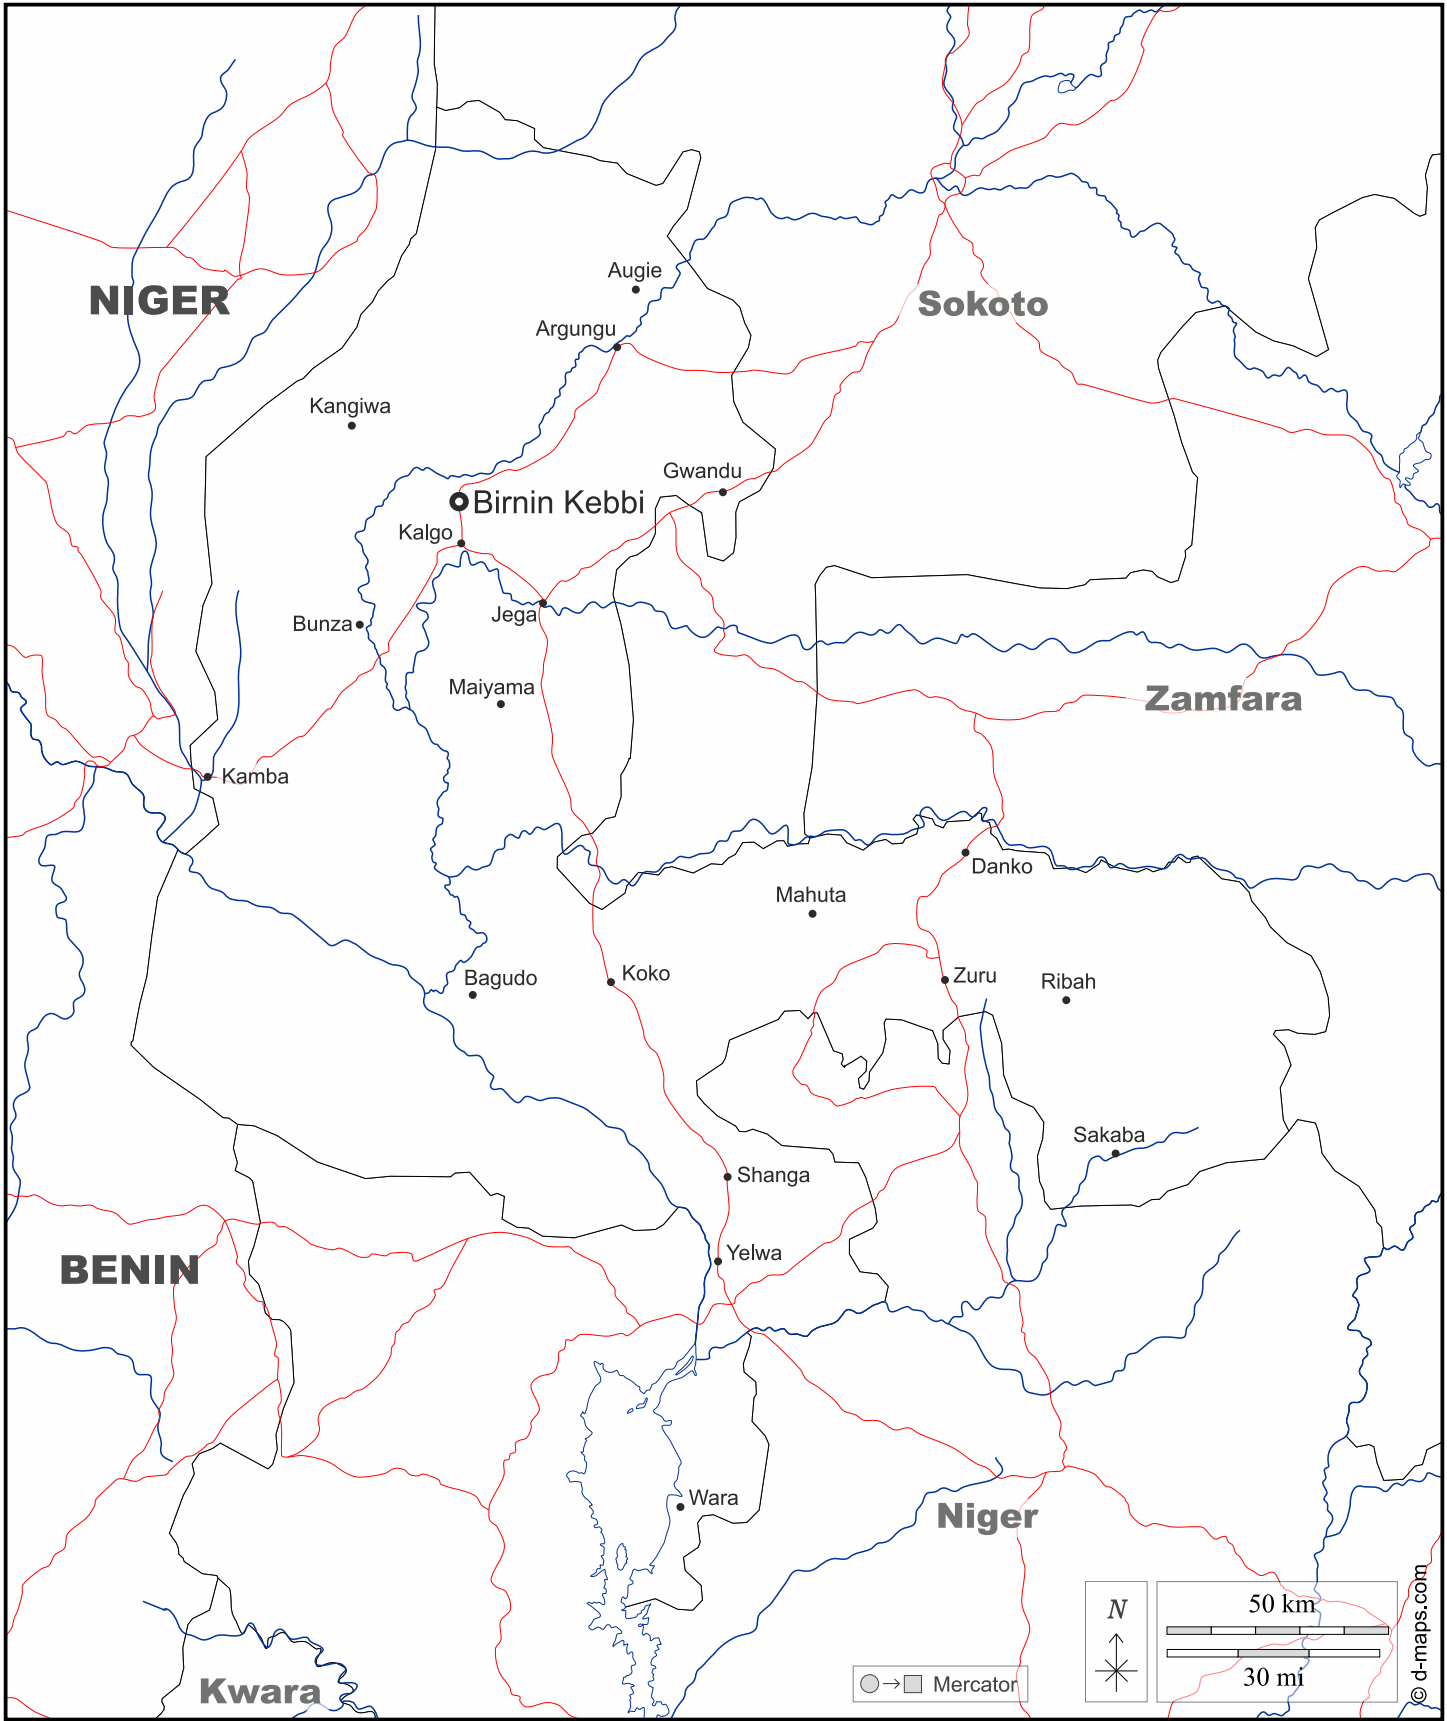 Augie
NIGER
Sokoto
Argungu
Kangiwa
Gwandu
Birnin Kebbi
Kalgo
Jega
Bunza
Maiyama
Zamfara
Kamba
Danko
Mahuta
Bagudo
Koko
Zuru
Ribah
Sakaba
Shanga
Yelwa
BENIN
Wara
Niger
50 km
N
30 mi
Mercator
Kwara
© d-maps.com